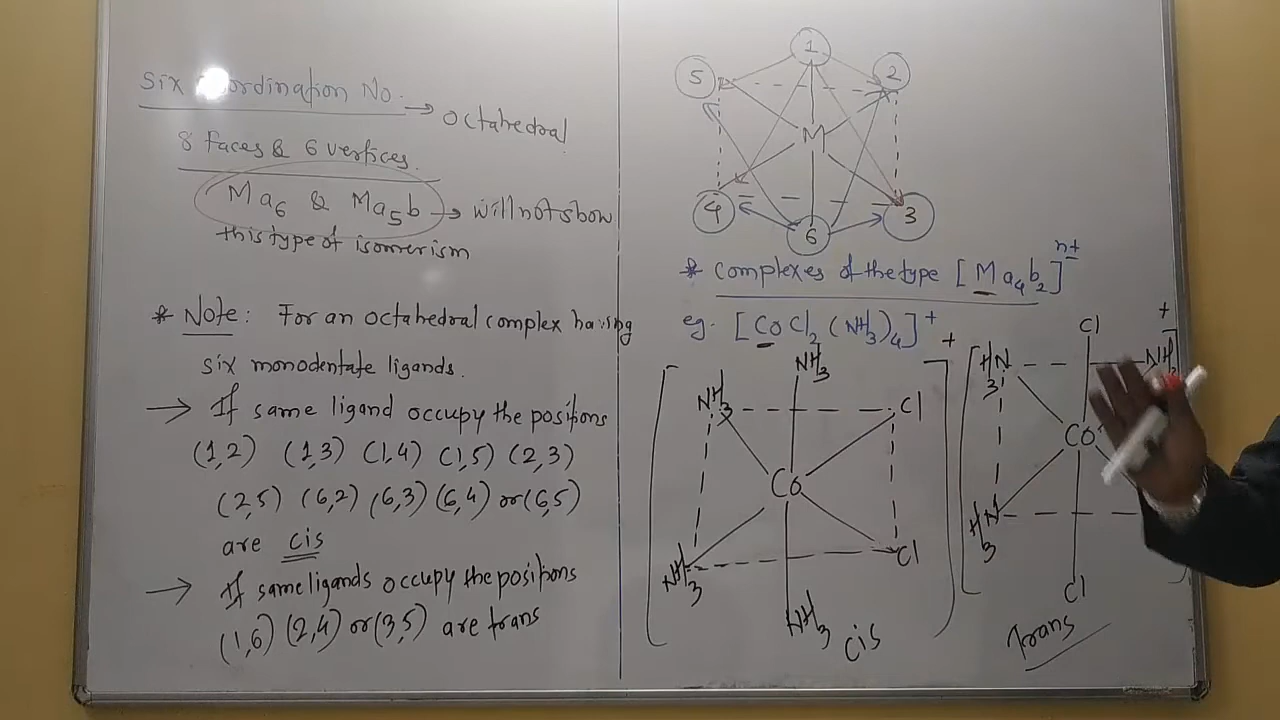 Six ordination No. → octahedral
8 faces & 6 vertices.
Ma6 & Ma5b → will not show
this type of isomerism
* Note: For an octahedral complex having
six monodentate ligands.
→ If same ligand occupy the positions
(1,2) (1,3) (1,4) (1,5) (2,3)
(2,5) (6,2) (6,3) (6,4) or (6,5)
are cis
→ If same ligands occupy the positions
(1,6) (2,4) or (3,5) are trans
1
5 2
M
4 3
6
* complexes of the type [Ma4b2]n+
eg. [CoCl2(NH3)4]+
NH3 +
NH3 Cl
Co
NH3 Cl
NH3
cis
Cl +
H3N NH3
Co
H3N
Cl
Trans